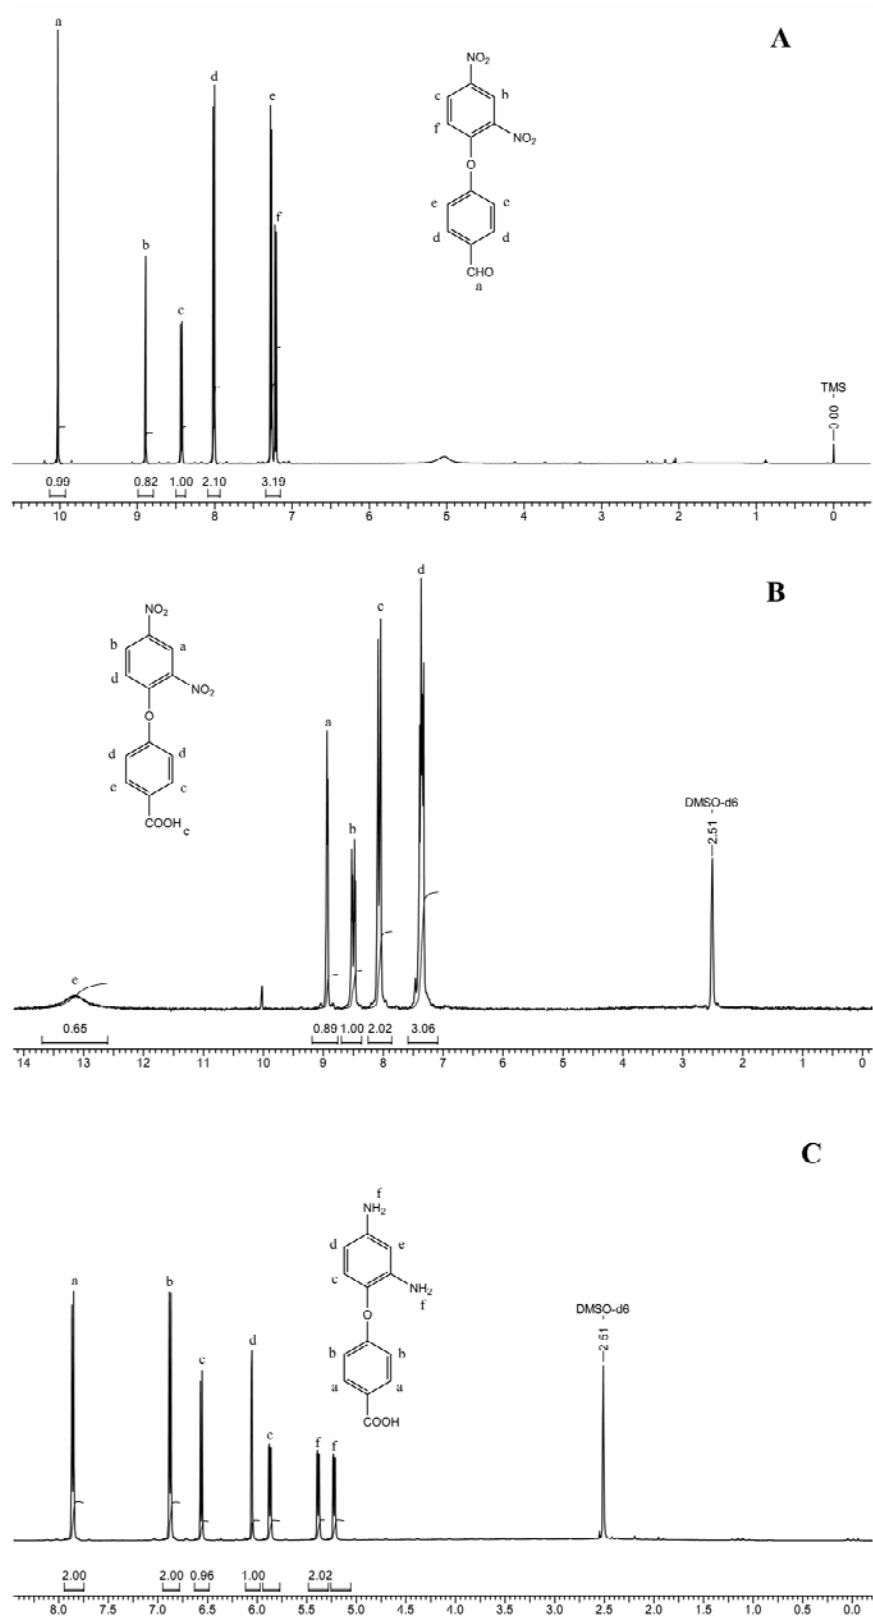 a
A
d
NO₂
e
c
b
f
NO₂
f
b
O
c
e
e
d
d
CHO
a
TMS
0.00
0.99 0.82 1.00 2.10 3.19
10 9 8 7 6 5 4 3 2 1 0
d
B
c
NO₂
b
a
d
NO₂
a
O
d
d
DMSO-d6
e
c
b
2.51
COOH
e
e
0.65 0.89 1.00 2.02 3.06
14 13 12 11 10 9 8 7 6 5 4 3 2 1 0
C
f
NH₂
d
e
a
b
c
NH₂
f
DMSO-d6
O
2.51
d
b
b
c
a
a
COOH
e
f
f
2.00 2.00 0.96 1.00 2.02
8.0 7.0 6.5 6.0 5.5 5.0 4.5 4.0 3.5 3.0 2.5 2.0 1.5 1.0 0.5 0.0